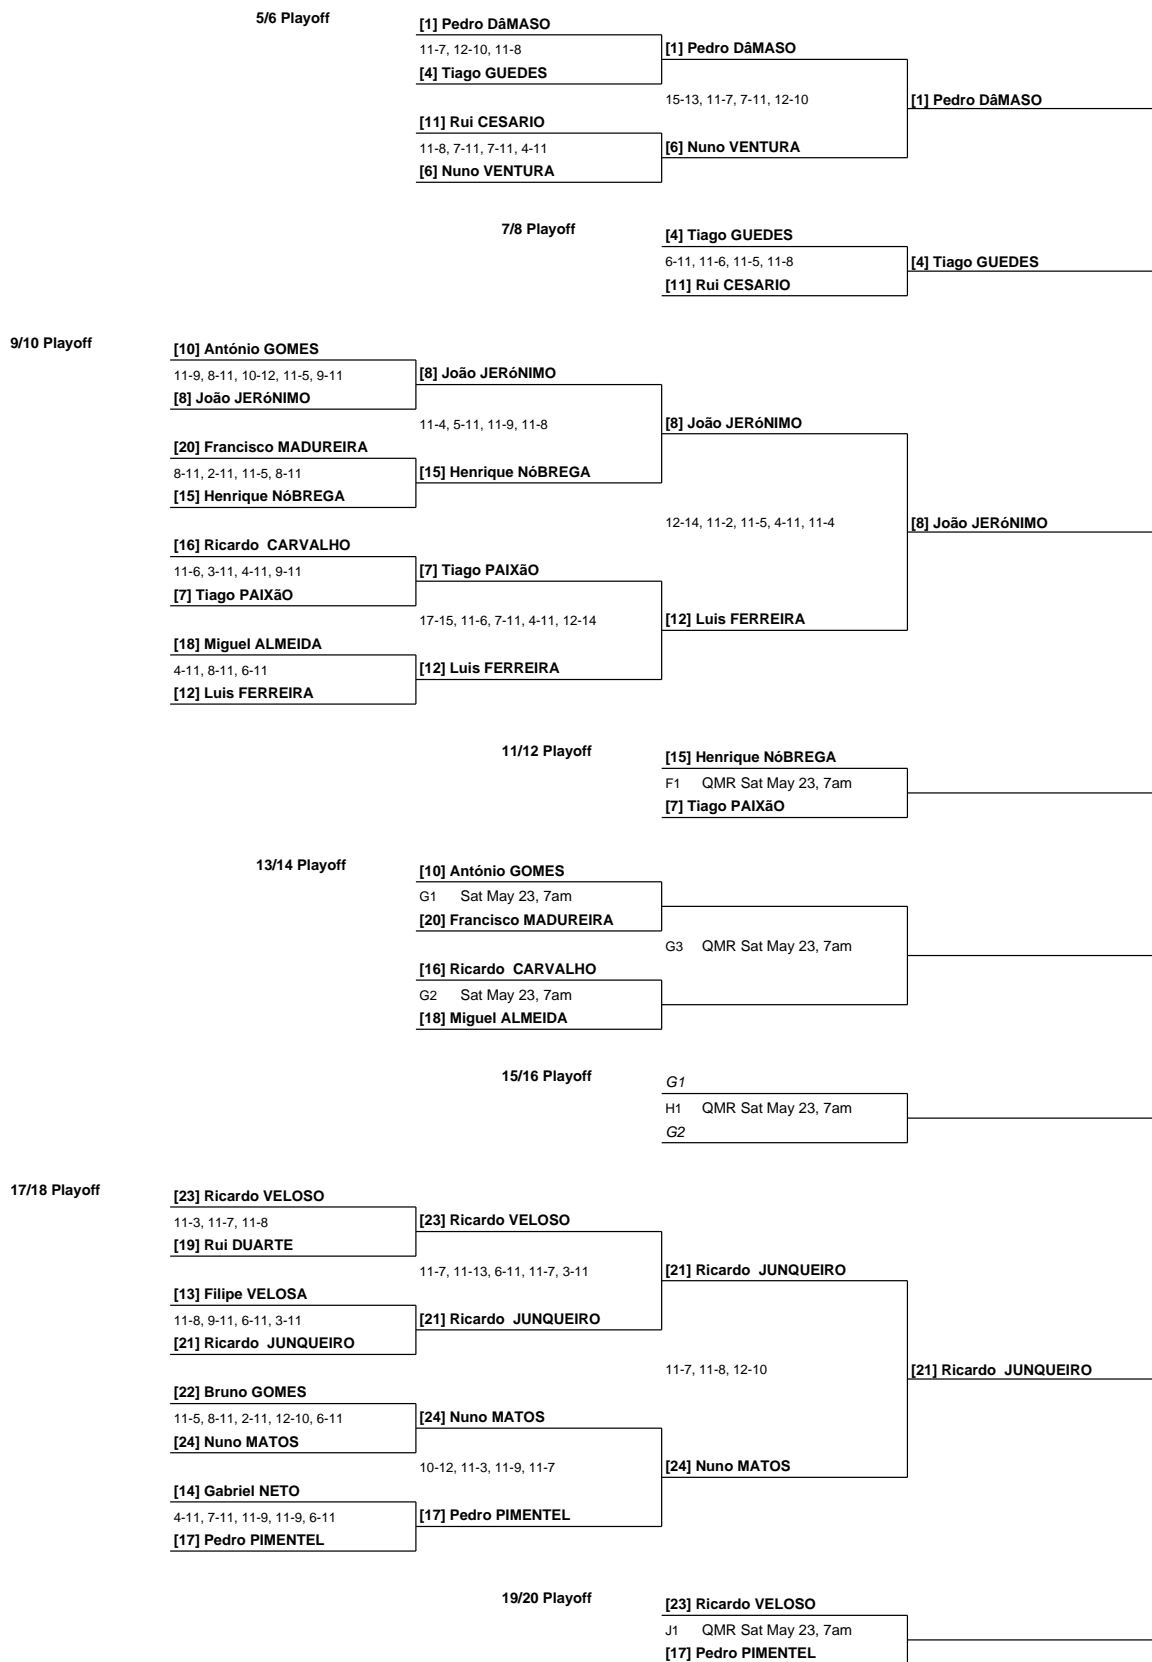 5/6 Playoff
[1] Pedro DâMASO
11-7, 12-10, 11-8
[4] Tiago GUEDES
[1] Pedro DâMASO
15-13, 11-7, 7-11, 12-10
[1] Pedro DâMASO
[11] Rui CESARIO
11-8, 7-11, 7-11, 4-11
[6] Nuno VENTURA
[6] Nuno VENTURA
7/8 Playoff
[4] Tiago GUEDES
6-11, 11-6, 11-5, 11-8
[11] Rui CESARIO
[4] Tiago GUEDES
9/10 Playoff
[10] António GOMES
11-9, 8-11, 10-12, 11-5, 9-11
[8] João JERóNIMO
[8] João JERóNIMO
11-4, 5-11, 11-9, 11-8
[8] João JERóNIMO
[20] Francisco MADUREIRA
8-11, 2-11, 11-5, 8-11
[15] Henrique NóBREGA
[15] Henrique NóBREGA
12-14, 11-2, 11-5, 4-11, 11-4
[8] João JERóNIMO
[16] Ricardo  CARVALHO
11-6, 3-11, 4-11, 9-11
[7] Tiago PAIXãO
[7] Tiago PAIXãO
17-15, 11-6, 7-11, 4-11, 12-14
[12] Luis FERREIRA
[18] Miguel ALMEIDA
4-11, 8-11, 6-11
[12] Luis FERREIRA
[12] Luis FERREIRA
11/12 Playoff
[15] Henrique NóBREGA
F1 QMR Sat May 23, 7am
[7] Tiago PAIXãO
13/14 Playoff
[10] António GOMES
G1 Sat May 23, 7am
[20] Francisco MADUREIRA
G3 QMR Sat May 23, 7am
[16] Ricardo  CARVALHO
G2 Sat May 23, 7am
[18] Miguel ALMEIDA
15/16 Playoff
G1
H1 QMR Sat May 23, 7am
G2
17/18 Playoff
[23] Ricardo VELOSO
11-3, 11-7, 11-8
[19] Rui DUARTE
[23] Ricardo VELOSO
11-7, 11-13, 6-11, 11-7, 3-11
[21] Ricardo  JUNQUEIRO
[13] Filipe VELOSA
11-8, 9-11, 6-11, 3-11
[21] Ricardo  JUNQUEIRO
[21] Ricardo  JUNQUEIRO
11-7, 11-8, 12-10
[21] Ricardo  JUNQUEIRO
[22] Bruno GOMES
11-5, 8-11, 2-11, 12-10, 6-11
[24] Nuno MATOS
[24] Nuno MATOS
10-12, 11-3, 11-9, 11-7
[24] Nuno MATOS
[14] Gabriel NETO
4-11, 7-11, 11-9, 11-9, 6-11
[17] Pedro PIMENTEL
[17] Pedro PIMENTEL
19/20 Playoff
[23] Ricardo VELOSO
J1 QMR Sat May 23, 7am
[17] Pedro PIMENTEL